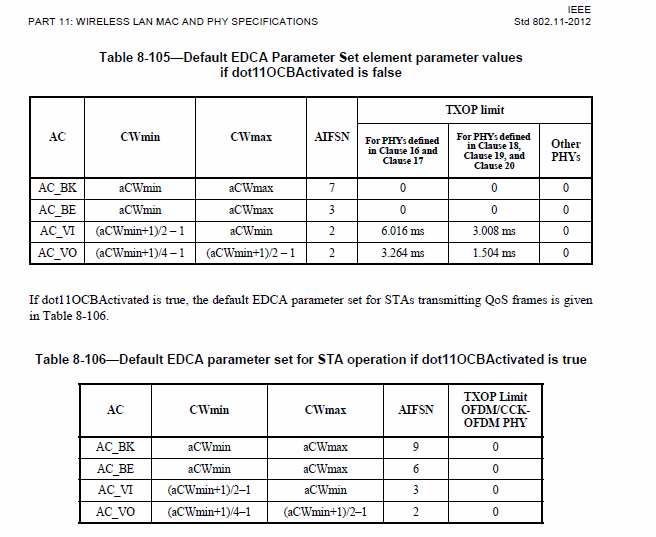 IEEE
PART 11: WIRELESS LAN MAC AND PHY SPECIFICATIONS Std 802.11-2012
Table 8-105—Default EDCA Parameter Set element parameter values
if dot11OCBActivated is false
TXOP limit
AC CWmin CWmax AIFSN
For PHYs defined
in Clause 16 and
Clause 17
For PHYs defined
in Clause 18,
Clause 19, and
Clause 20
Other
PHYs
AC_BK aCWmin aCWmax 7 0 0 0
AC_BE aCWmin aCWmax 3 0 0 0
AC_VI (aCWmin+1)/2 – 1 aCWmin 2 6.016 ms 3.008 ms 0
AC_VO (aCWmin+1)/4 – 1 (aCWmin+1)/2 – 1 2 3.264 ms 1.504 ms 0
If dot11OCBActivated is true, the default EDCA parameter set for STAs transmitting QoS frames is given
in Table 8-106.
Table 8-106—Default EDCA parameter set for STA operation if dot11OCBActivated is true
AC CWmin CWmax AIFSN
TXOP Limit
OFDM/CCK-
OFDM PHY
AC_BK aCWmin aCWmax 9 0
AC_BE aCWmin aCWmax 6 0
AC_VI (aCWmin+1)/2–1 aCWmin 3 0
AC_VO (aCWmin+1)/4–1 (aCWmin+1)/2–1 2 0